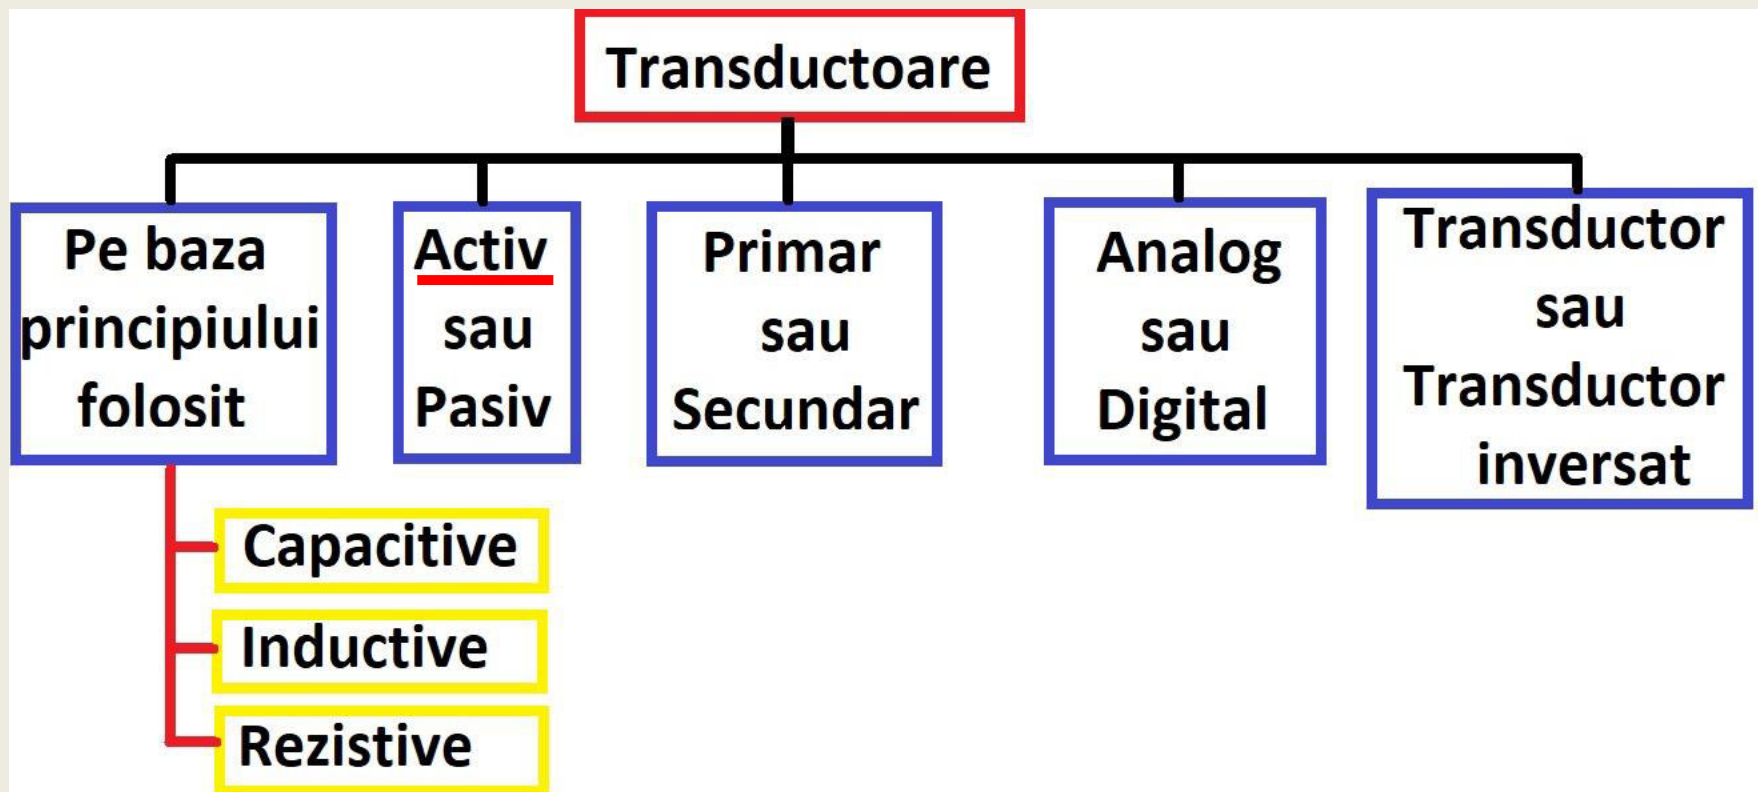 Transductoare
Pe baza
principiului
folosit
Activ
sau
Pasiv
Primar
sau
Secundar
Analog
sau
Digital
Transductor
sau
Transductor
inversat
Capacitive
Inductive
Rezistive